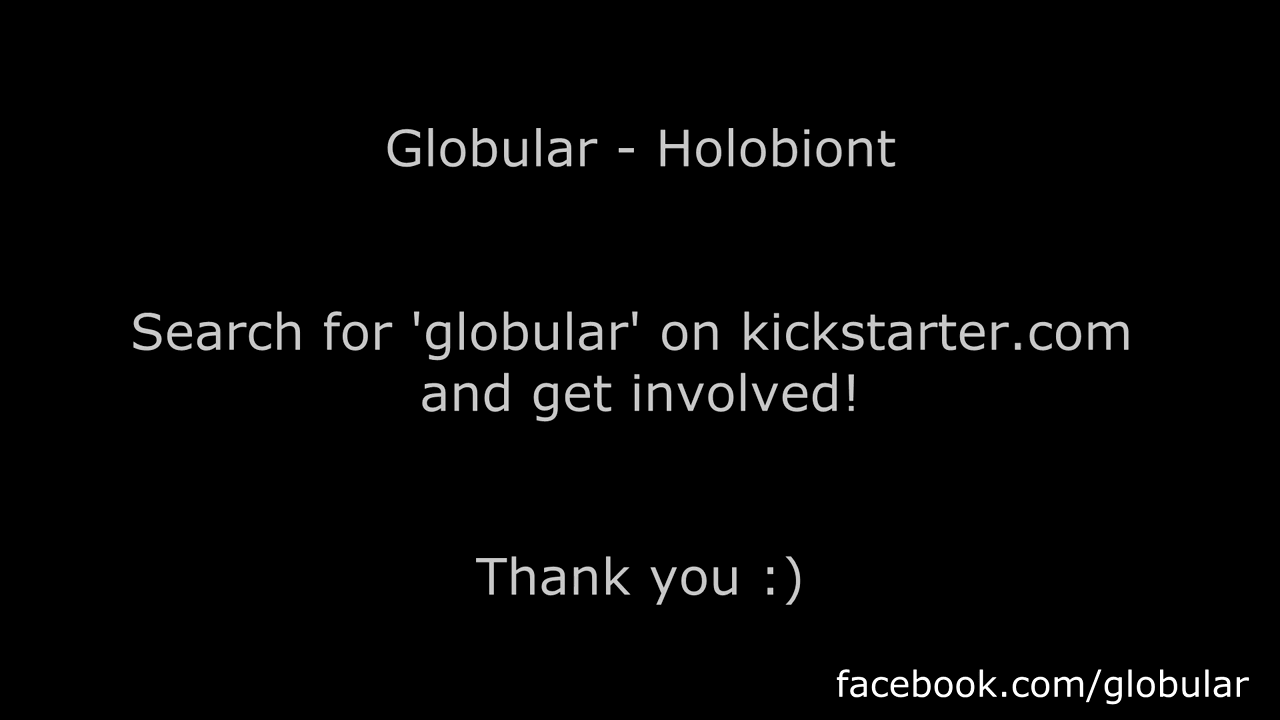 Globular - Holobiont
Search for 'globular' on kickstarter.com
and get involved!
Thank you :)
facebook.com/globular